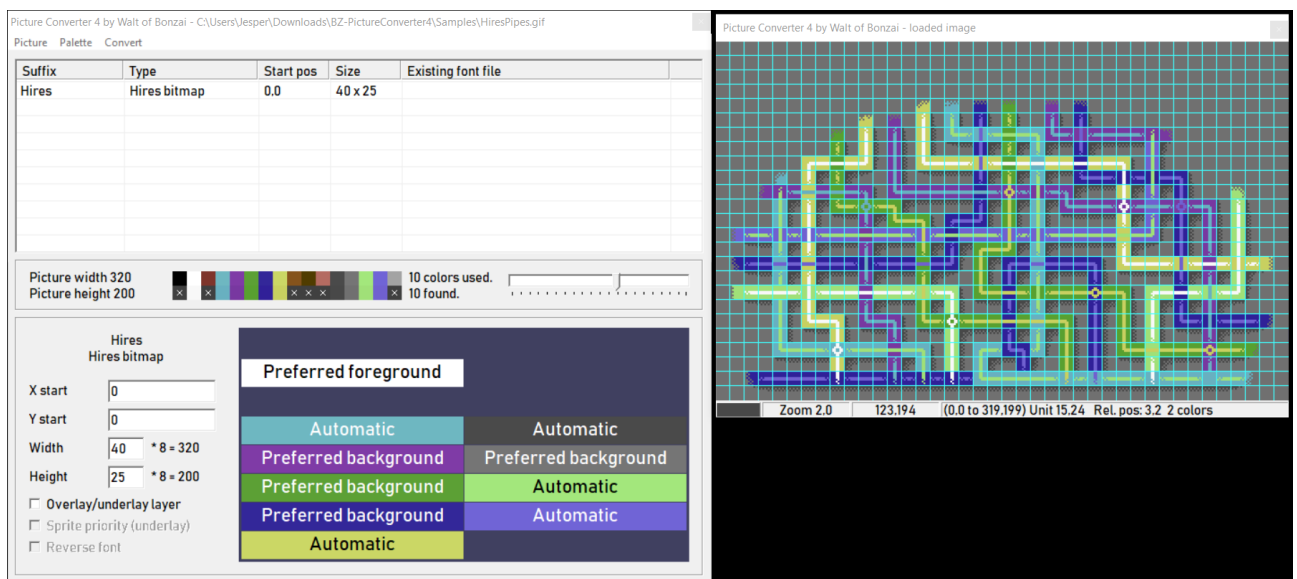 Picture Converter 4 by Walt of Bonzai - C:\Users\Jesper\Downloads\BZ-PictureConverter4\Samples\HiresPipes.gif
Picture Palette Convert
Suffix Type Start pos Size Existing font file
Hires Hires bitmap 0.0 40 x 25
Picture width 320
Picture height 200
10 colors used.
10 found.
Hires
Hires bitmap
X start 0
Y start 0
Width 40 * 8 = 320
Height 25 * 8 = 200
Overlay/underlay layer
Sprite priority (underlay)
Reverse font
Preferred foreground
Automatic Automatic
Preferred background Preferred background
Preferred background Automatic
Preferred background Automatic
Automatic
Picture Converter 4 by Walt of Bonzai - loaded image
Zoom 2.0 123.194 (0.0 to 319.199) Unit 15.24 Rel. pos: 3.2 2 colors